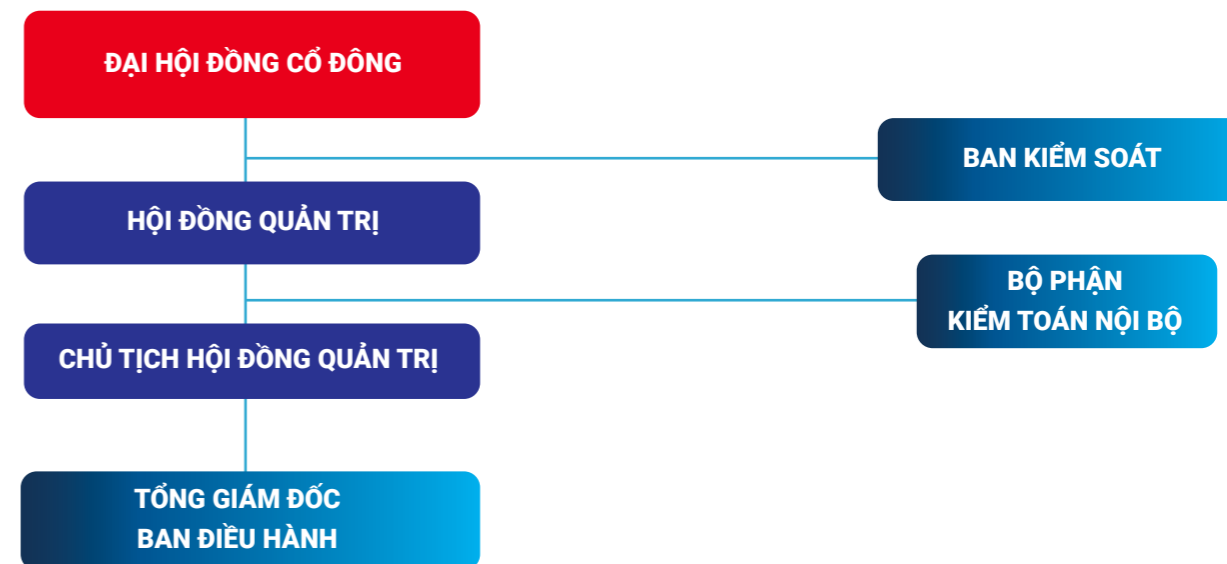 ĐẠI HỘI ĐỒNG CỔ ĐÔNG
BAN KIỂM SOÁT
HỘI ĐỒNG QUẢN TRỊ
BỘ PHẬN
KIỂM TOÁN NỘI BỘ
CHỦ TỊCH HỘI ĐỒNG QUẢN TRỊ
TỔNG GIÁM ĐỐC
BAN ĐIỀU HÀNH